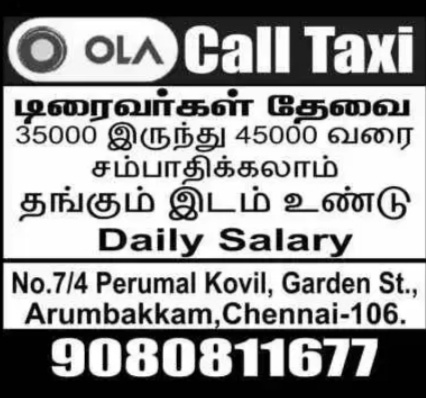 OLA Call Taxi
டிரைவர்கள் தேவை
35000 இருந்து 45000 வரை
சம்பாதிக்கலாம்
தங்கும் இடம் உண்டு
Daily Salary
No.7/4 Perumal Kovil, Garden St.,
Arumbakkam,Chennai-106.
9080811677